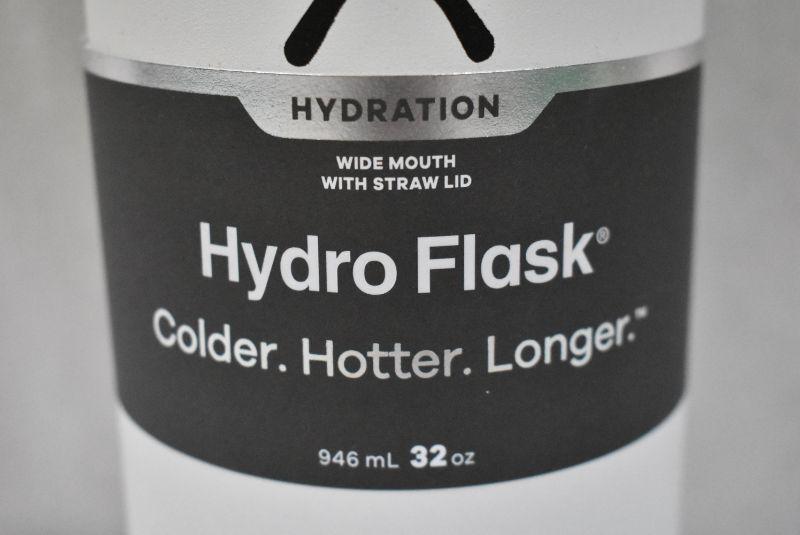 HYDRATION
WIDE MOUTH
WITH STRAW LID
Hydro Flask®
Colder. Hotter. Longer.™
946 mL 32 oz